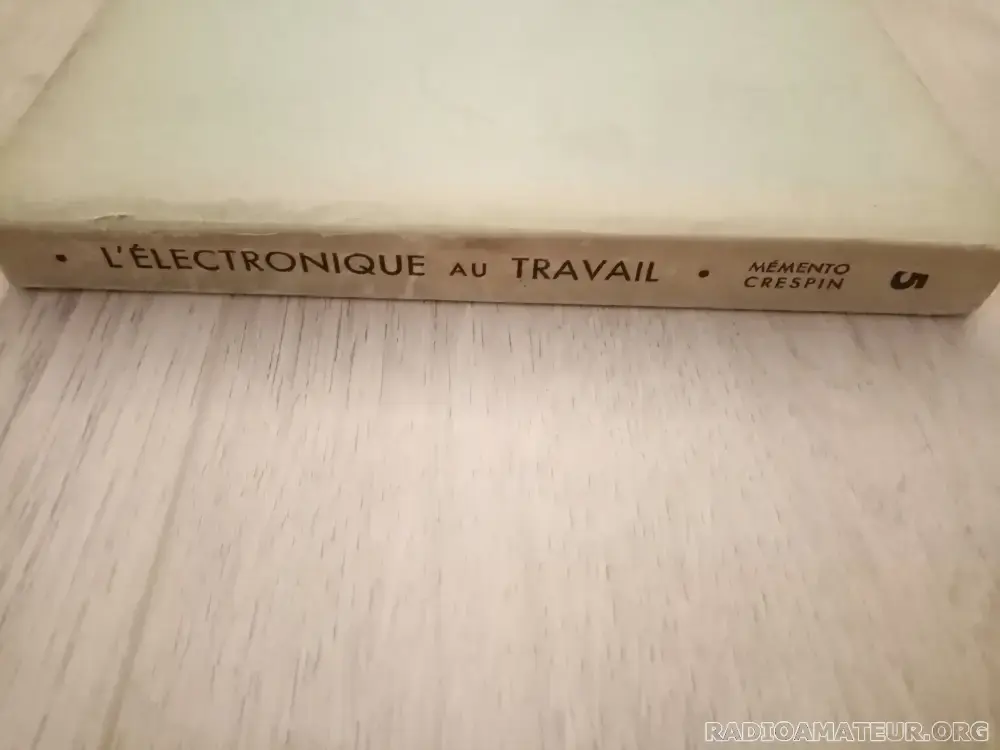 • L'ÉLECTRONIQUE AU TRAVAIL • MÉMENTO
CRESPIN
5
RADIOAMATEUR.ORG